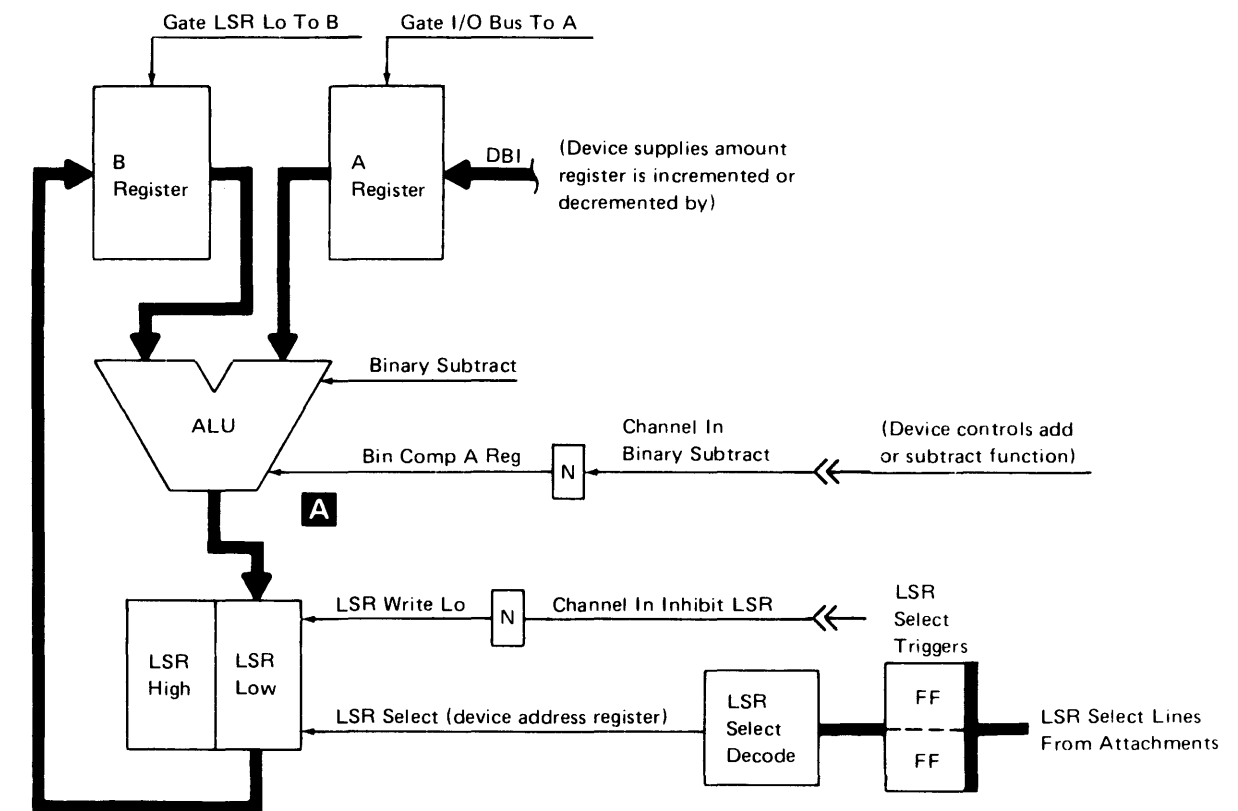 Gate LSR Lo To B
Gate I/O Bus To A
B
Register
A
Register
DBI
(Device supplies amount
register is incremented or
decremented by)
Binary Subtract
ALU
Bin Comp A Reg
N
Channel In
Binary Subtract
(Device controls add
or subtract function)
A
LSR Write Lo
N
Channel In Inhibit LSR
LSR
Select
Triggers
LSR
High
LSR
Low
LSR Select (device address register)
LSR
Select
Decode
FF
FF
LSR Select Lines
From Attachments